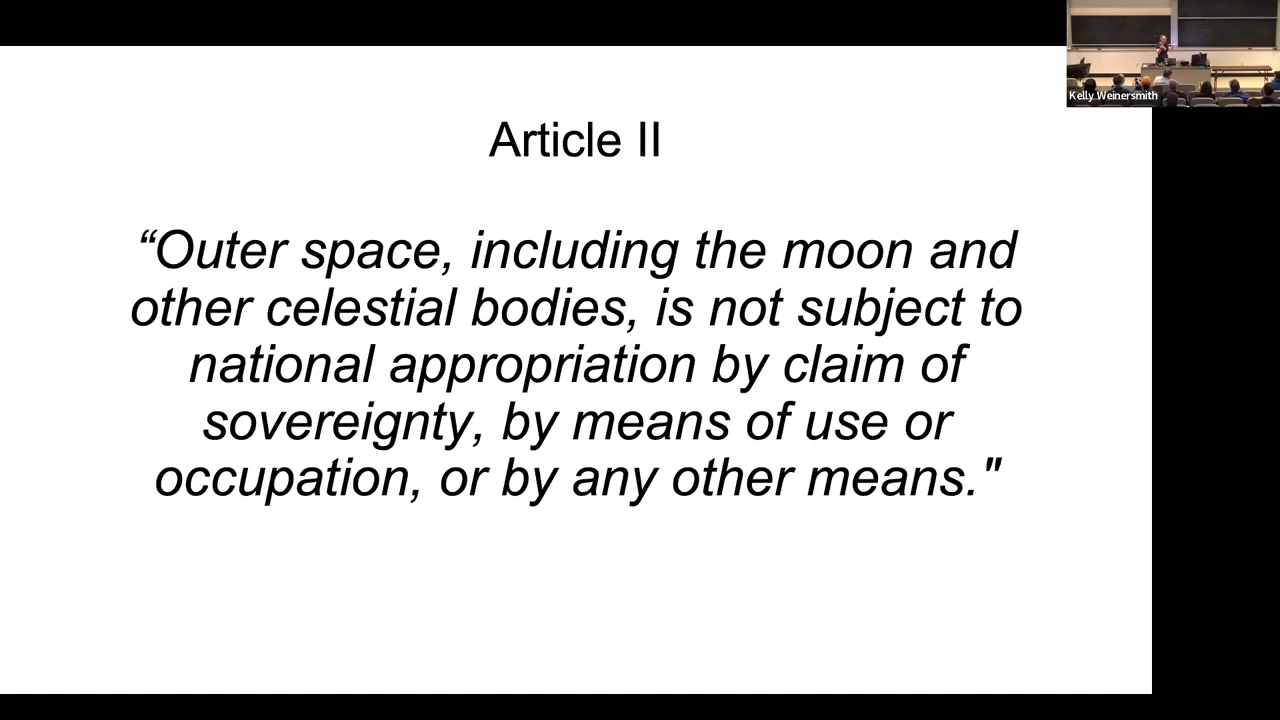 Kelly Weinersmith
Article II
“Outer space, including the moon and
other celestial bodies, is not subject to
national appropriation by claim of
sovereignty, by means of use or
occupation, or by any other means."